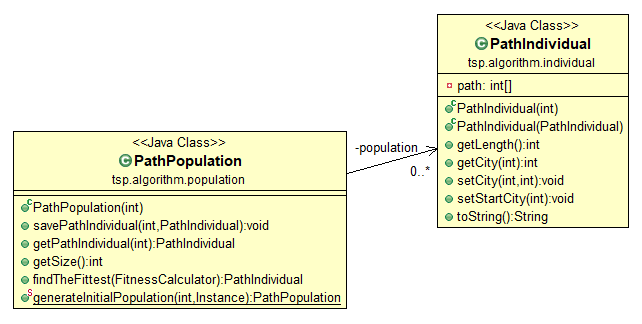 <<Java Class>>
PathIndividual
tsp.algorithm.individual
path: int[]
PathIndividual(int)
PathIndividual(PathIndividual)
getLength():int
getCity(int):int
setCity(int,int):void
setStartCity(int):void
toString():String
-population
0..*
<<Java Class>>
PathPopulation
tsp.algorithm.population
PathPopulation(int)
savePathIndividual(int,PathIndividual):void
getPathIndividual(int):PathIndividual
getSize():int
findTheFittest(FitnessCalculator):PathIndividual
generateInitialPopulation(int,Instance):PathPopulation